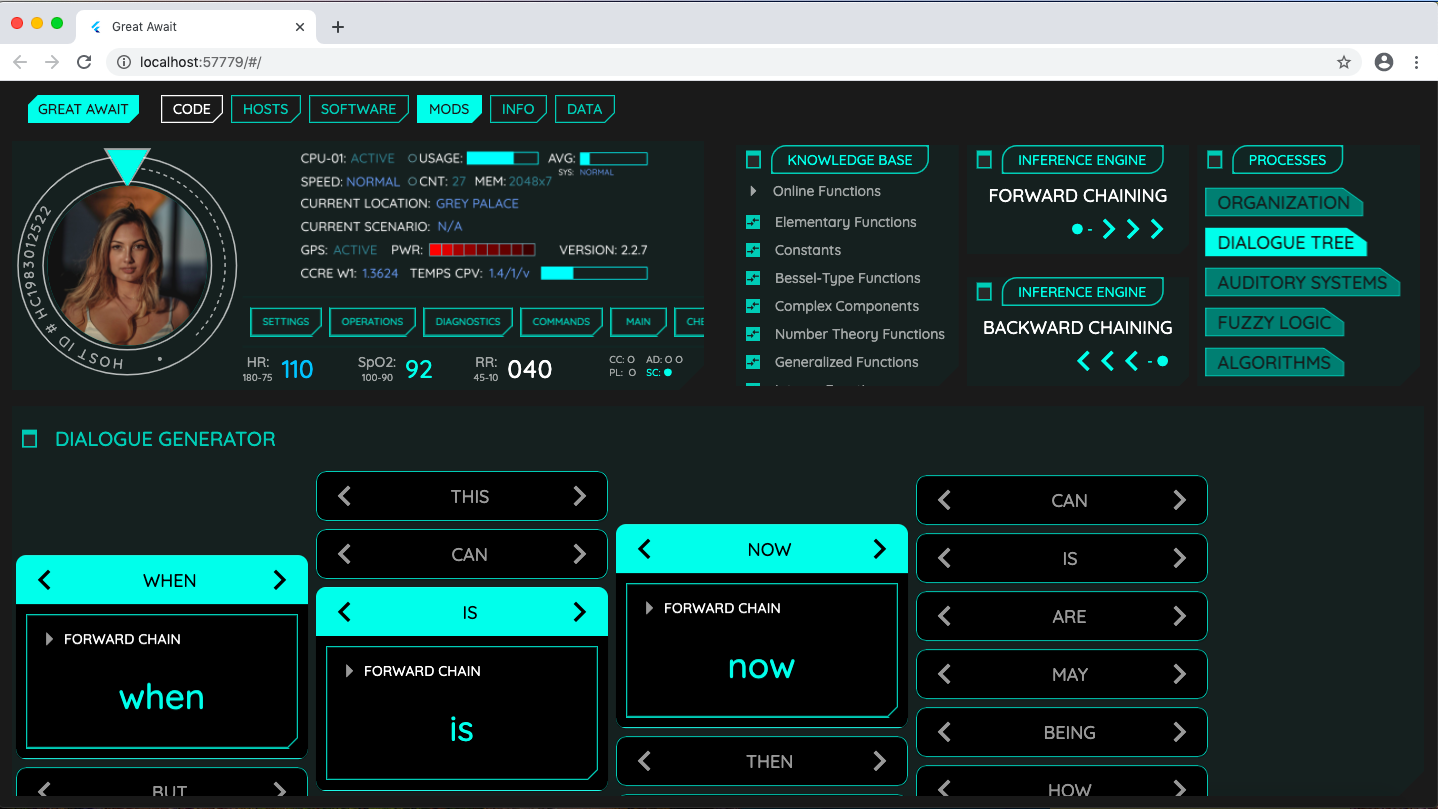 Great Await
localhost:57779/#/
GREAT AWAIT
CODE
HOSTS
SOFTWARE
MODS
INFO
DATA
HOST ID # HC1983012522
CPU-01: ACTIVE USAGE: AVG:
SYS: NORMAL
SPEED: NORMAL CNT: 27 MEM: 2048x7
CURRENT LOCATION: GREY PALACE
CURRENT SCENARIO: N/A
GPS: ACTIVE PWR: VERSION: 2.2.7
CCRE W1: 1.3624 TEMPS CPV: 1.4/1/v
SETTINGS
OPERATIONS
DIAGNOSTICS
COMMANDS
MAIN
CHE
HR: 110
180-75
SpO2: 92
100-90
RR: 040
45-10
CC: O AD: O O
PL: O SC:
KNOWLEDGE BASE
Online Functions
Elementary Functions
Constants
Bessel-Type Functions
Complex Components
Number Theory Functions
Generalized Functions
INFERENCE ENGINE
FORWARD CHAINING
INFERENCE ENGINE
BACKWARD CHAINING
PROCESSES
ORGANIZATION
DIALOGUE TREE
AUDITORY SYSTEMS
FUZZY LOGIC
ALGORITHMS
DIALOGUE GENERATOR
WHEN
FORWARD CHAIN
when
BUT
THIS
CAN
IS
FORWARD CHAIN
is
NOW
FORWARD CHAIN
now
THEN
CAN
IS
ARE
MAY
BEING
HOW